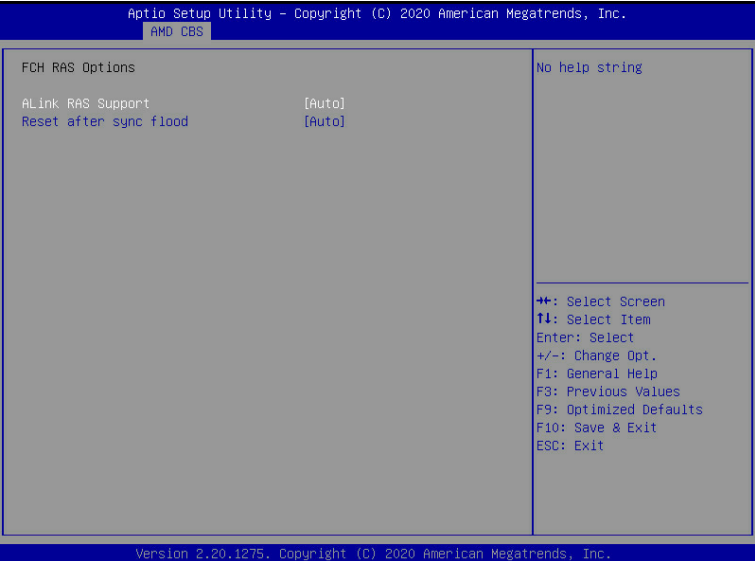 Aptio Setup Utility – Copyright (C) 2020 American Megatrends, Inc.
AMD CBS
FCH RAS Options
ALink RAS Support [Auto]
Reset after sync flood [Auto]
No help string
→←: Select Screen
↑↓: Select Item
Enter: Select
+/-: Change Opt.
F1: General Help
F3: Previous Values
F9: Optimized Defaults
F10: Save & Exit
ESC: Exit
Version 2.20.1275. Copyright (C) 2020 American Megatrends, Inc.